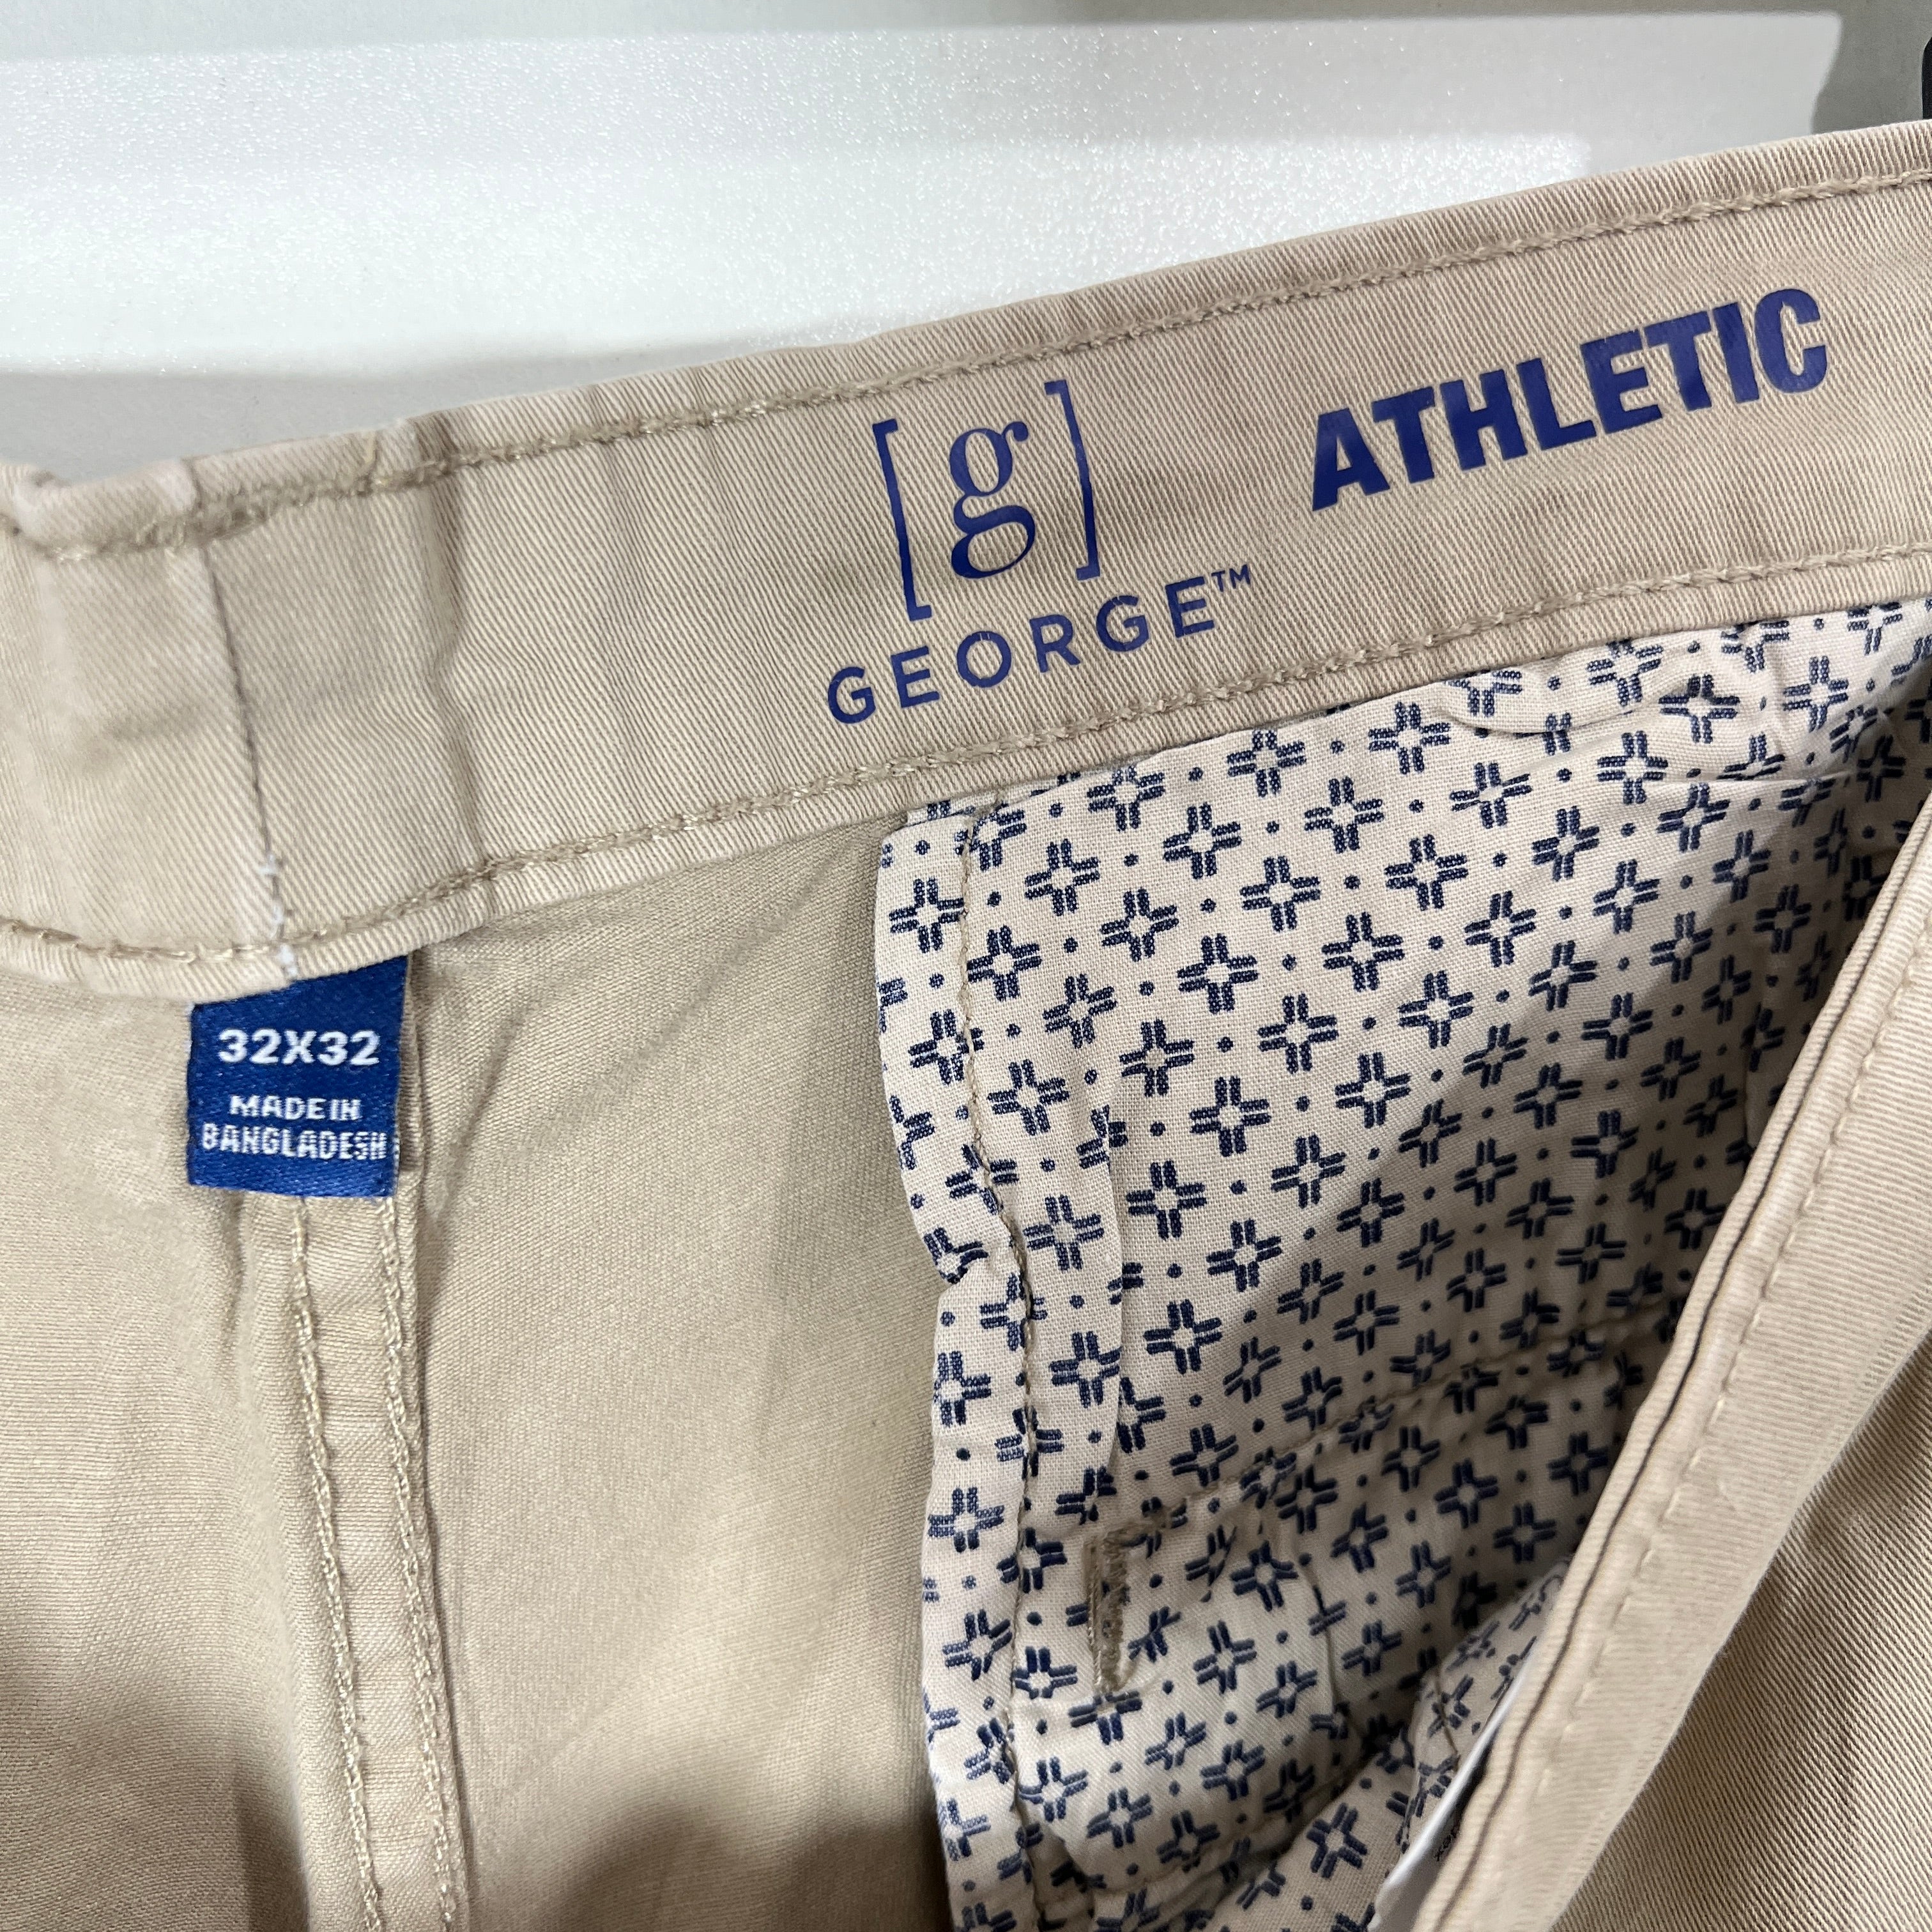 [g]
GEORGE™
ATHLETIC
32X32
MADE IN
BANGLADESH